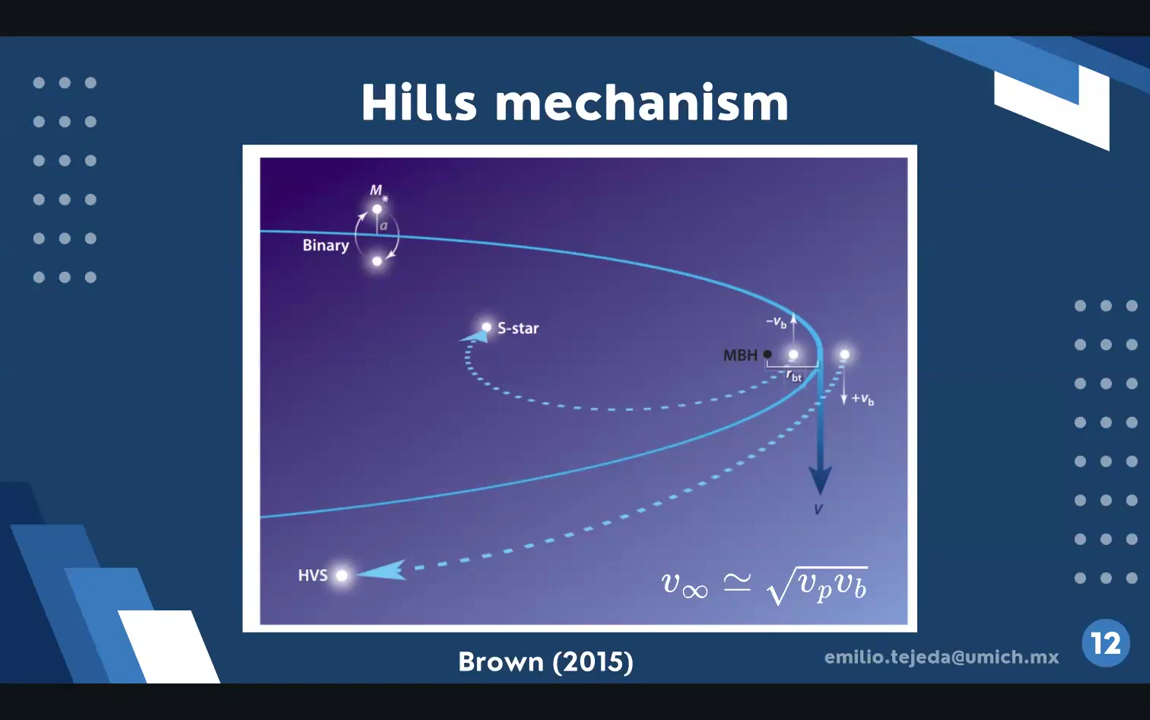 Hills mechanism
M*
a
Binary
S-star
–vb
MBH
rbt
+vb
V
HVS
v∞ ≃ √vpvb
Brown (2015)
emilio.tejeda@umich.mx
12